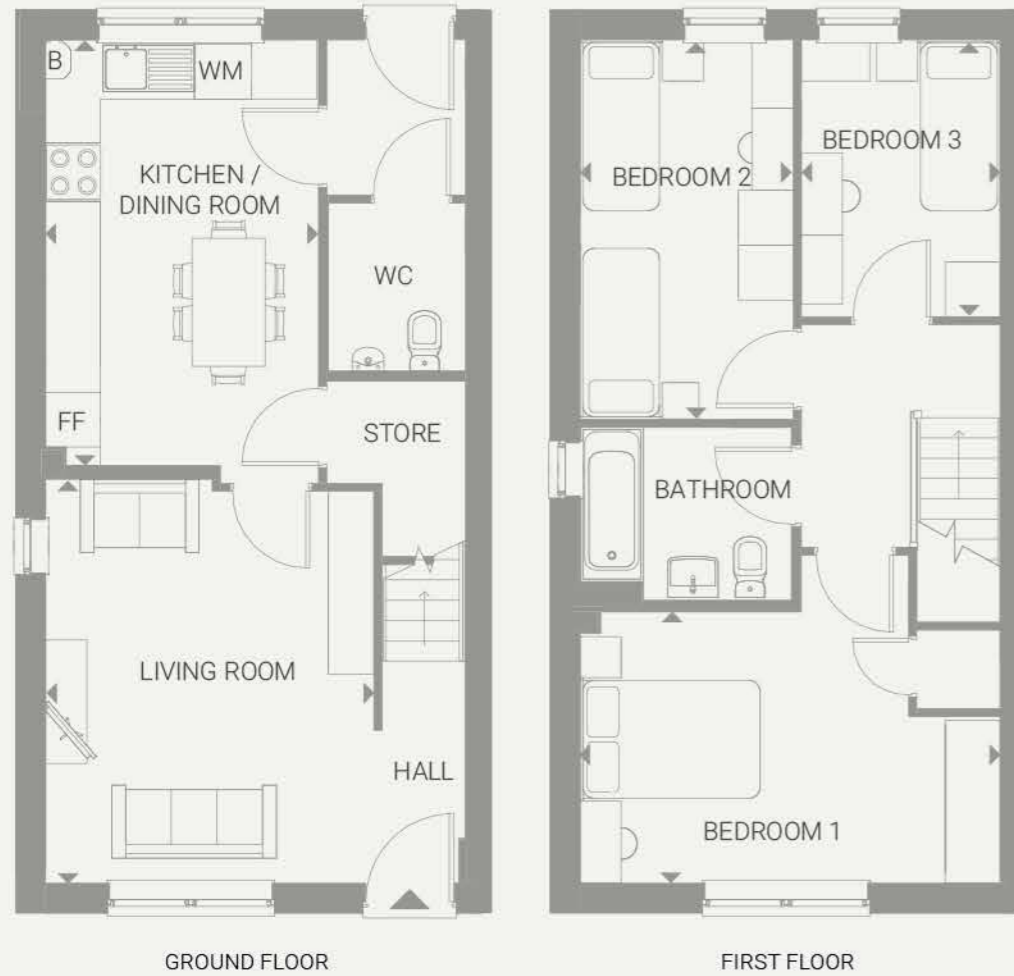 B
WM
KITCHEN /
DINING ROOM
WC
FF
STORE
LIVING ROOM
HALL
GROUND FLOOR
BEDROOM 2
BEDROOM 3
BATHROOM
BEDROOM 1
FIRST FLOOR